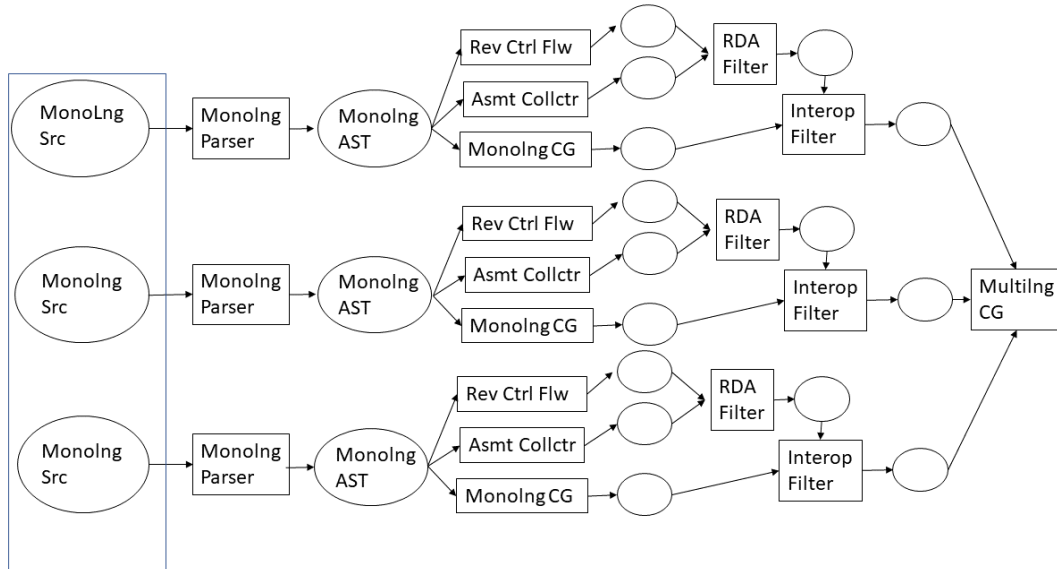 MonoLng
Src
Monolng
Parser
Monolng
AST
Rev Ctrl Flw
Asmt Collctr
Monolng CG
RDA
Filter
Interop
Filter
Monolng
Src
Monolng
Parser
Monolng
AST
Rev Ctrl Flw
Asmt Collctr
Monolng CG
RDA
Filter
Interop
Filter
Multilng
CG
Monolng
Src
Monolng
Parser
Monolng
AST
Rev Ctrl Flw
Asmt Collctr
Monolng CG
RDA
Filter
Interop
Filter